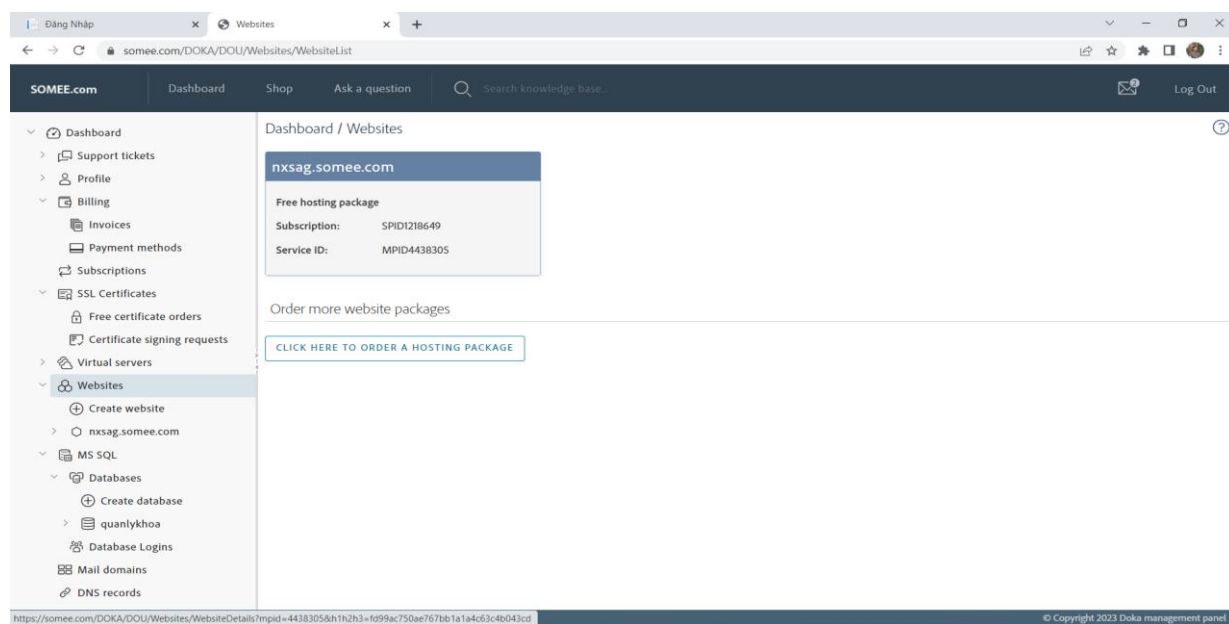 Đăng Nhập
Websites
somee.com/DOKA/DOU/Websites/WebsiteList
SOMEE.com Dashboard Shop Ask a question Search knowledge base... 2 Log Out
Dashboard
Support tickets
Profile
Billing
Invoices
Payment methods
Subscriptions
SSL Certificates
Free certificate orders
Certificate signing requests
Virtual servers
Websites
Create website
nxsag.somee.com
MS SQL
Databases
Create database
quanlykhoa
Database Logins
Mail domains
DNS records
Dashboard / Websites
nxsag.somee.com
Free hosting package
Subscription: SPID1218649
Service ID: MPID4438305
Order more website packages
CLICK HERE TO ORDER A HOSTING PACKAGE
https://somee.com/DOKA/DOU/Websites/WebsiteDetails?mpid=4438305&h1h2h3=fd99ac750ae767bb1a1a4c63c4b043cd
© Copyright 2023 Doka management panel